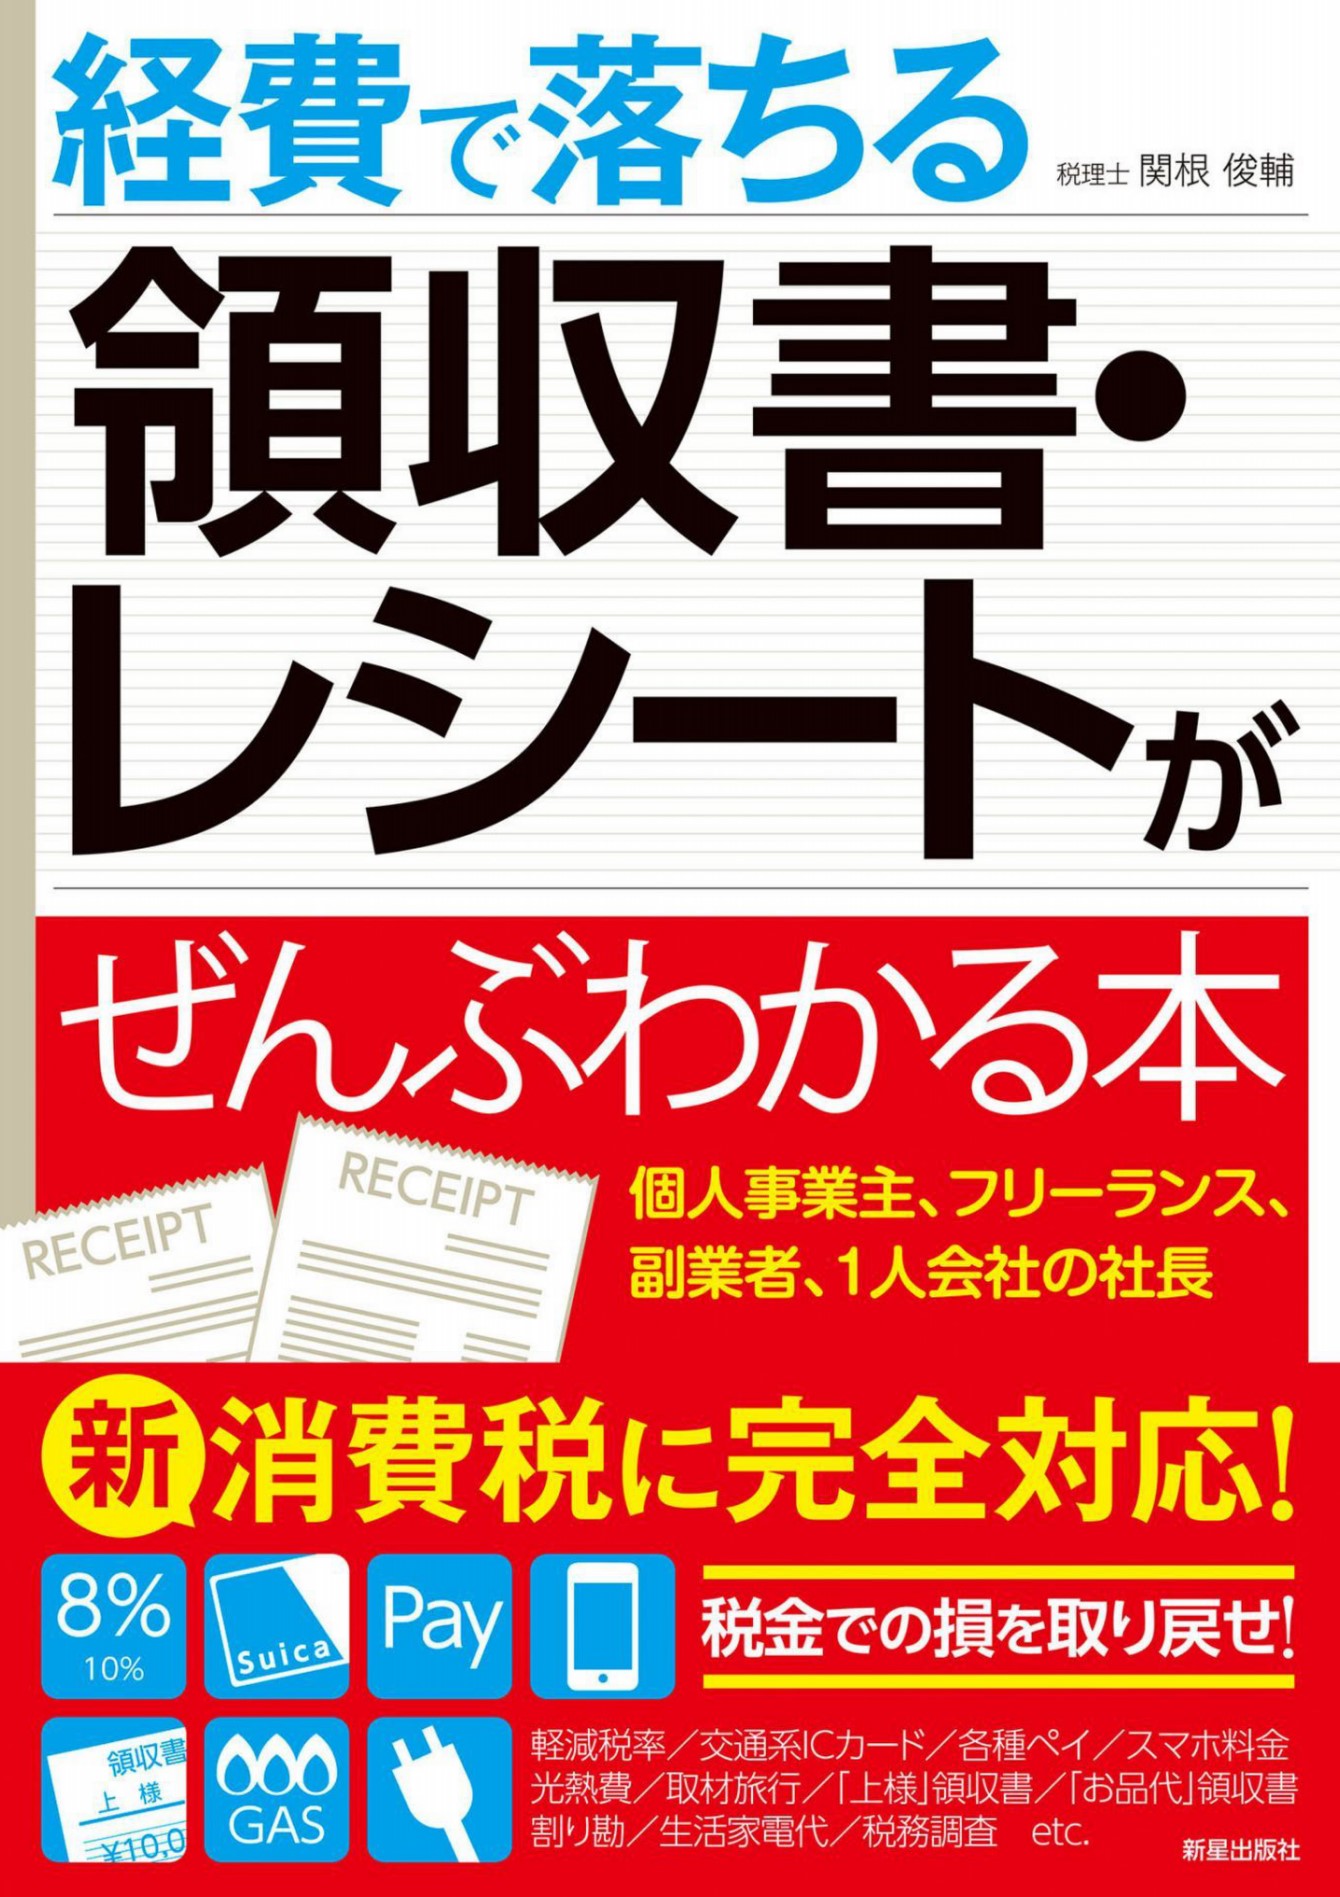 経費で落ちる
税理士 関根 俊輔
領収書・
レシートが
ぜんぶわかる本
RECEIPT
RECEIPT
個人事業主、フリーランス、
副業者、1人会社の社長
新消費税に完全対応!
8%
10%
Suica
Pay
税金での損を取り戻せ!
領収書
上 様
¥10,0
GAS
軽減税率／交通系ICカード／各種ペイ／スマホ料金
光熱費／取材旅行／「上様」領収書／「お品代」領収書
割り勘／生活家電代／税務調査 etc.
新星出版社